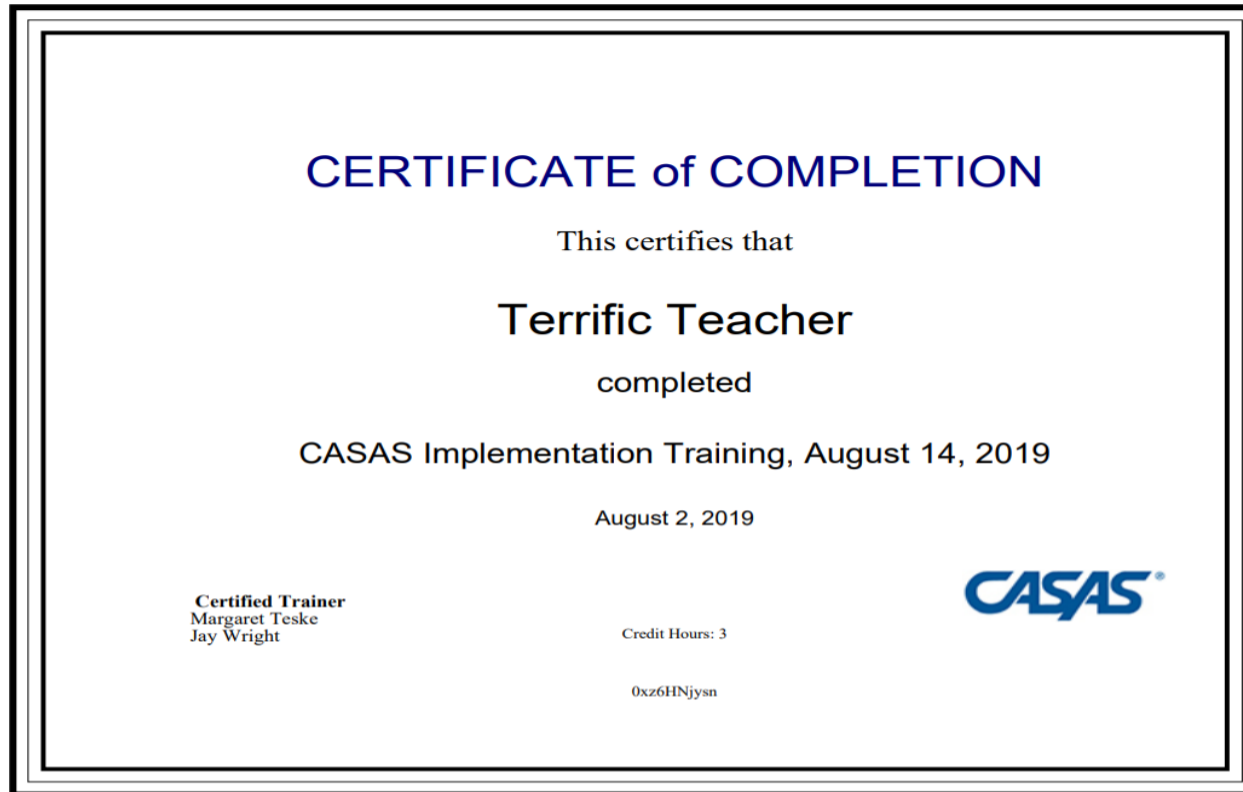 CERTIFICATE of COMPLETION
This certifies that
Terrific Teacher
completed
CASAS Implementation Training, August 14, 2019
August 2, 2019
CASAS®
Certified Trainer
Margaret Teske
Jay Wright
Credit Hours: 3
0xz6HNjysn